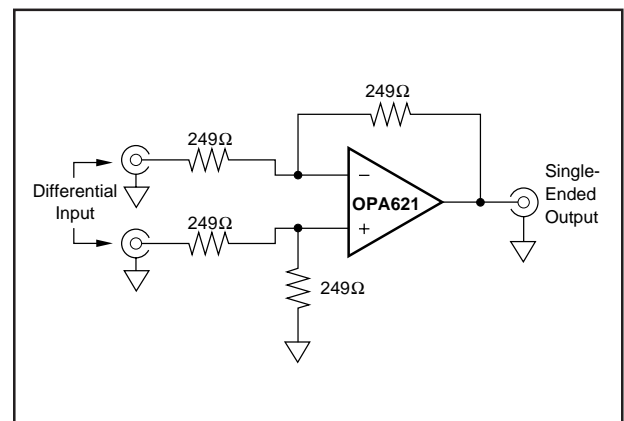 249Ω
249Ω
Differential
Input
−
OPA621
+
Single-
Ended
Output
249Ω
249Ω